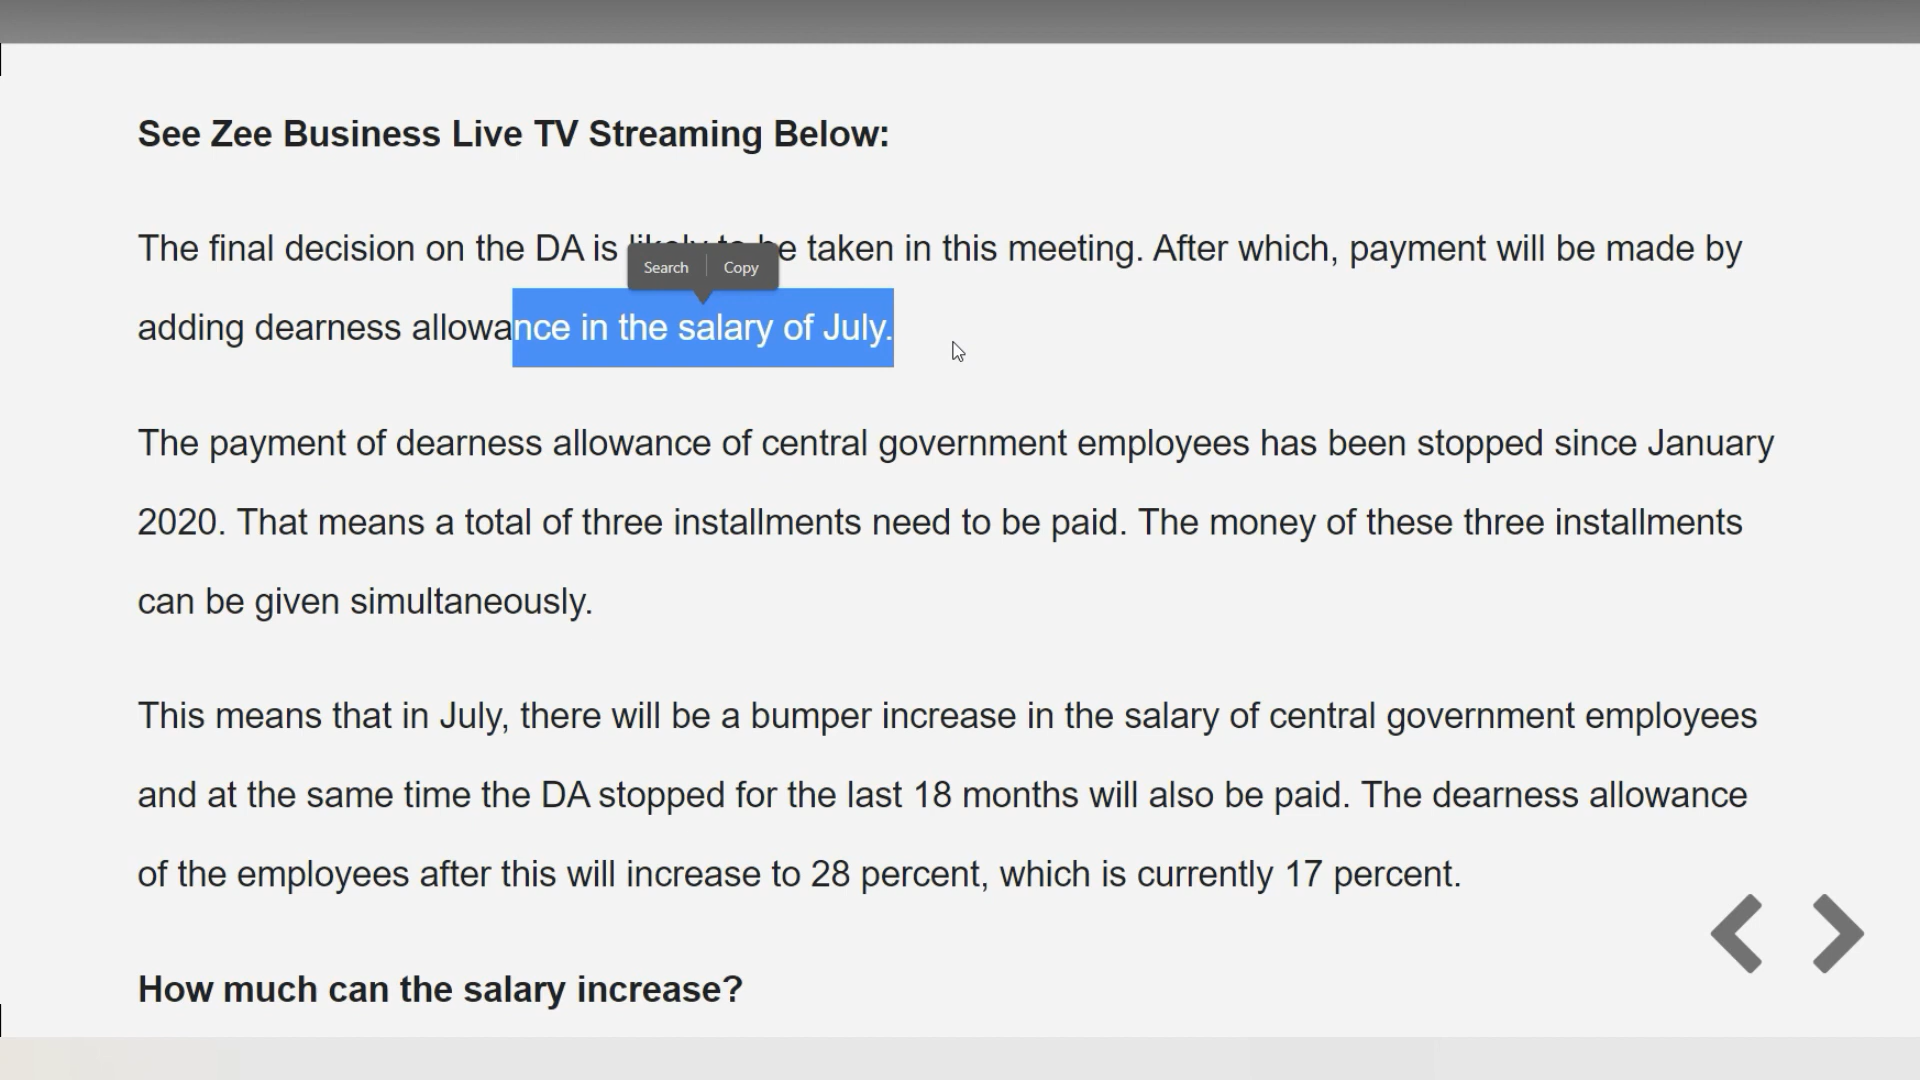 See Zee Business Live TV Streaming Below:
The final decision on the DA is likely to be taken in this meeting. After which, payment will be made by
Search Copy
adding dearness allowance in the salary of July.
The payment of dearness allowance of central government employees has been stopped since January
2020. That means a total of three installments need to be paid. The money of these three installments
can be given simultaneously.
This means that in July, there will be a bumper increase in the salary of central government employees
and at the same time the DA stopped for the last 18 months will also be paid. The dearness allowance
of the employees after this will increase to 28 percent, which is currently 17 percent.
How much can the salary increase?